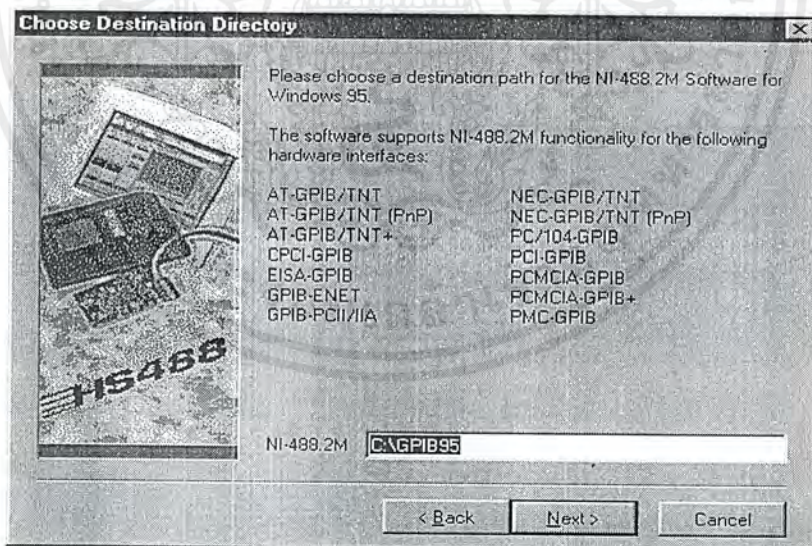 Choose Destination Directory
Please choose a destination path for the NI-488.2M Software for
Windows 95.
The software supports NI-488.2M functionality for the following
hardware interfaces:
AT-GPIB/TNT
AT-GPIB/TNT (PnP)
AT-GPIB/TNT+
CPCI-GPIB
EISA-GPIB
GPIB-ENET
GPIB-PCII/IIA
NEC-GPIB/TNT
NEC-GPIB/TNT (PnP)
PC/104-GPIB
PCI-GPIB
PCMCIA-GPIB
PCMCIA-GPIB+
PMC-GPIB
HS488
NI-488.2M C:\GPIB95
< Back Next > Cancel